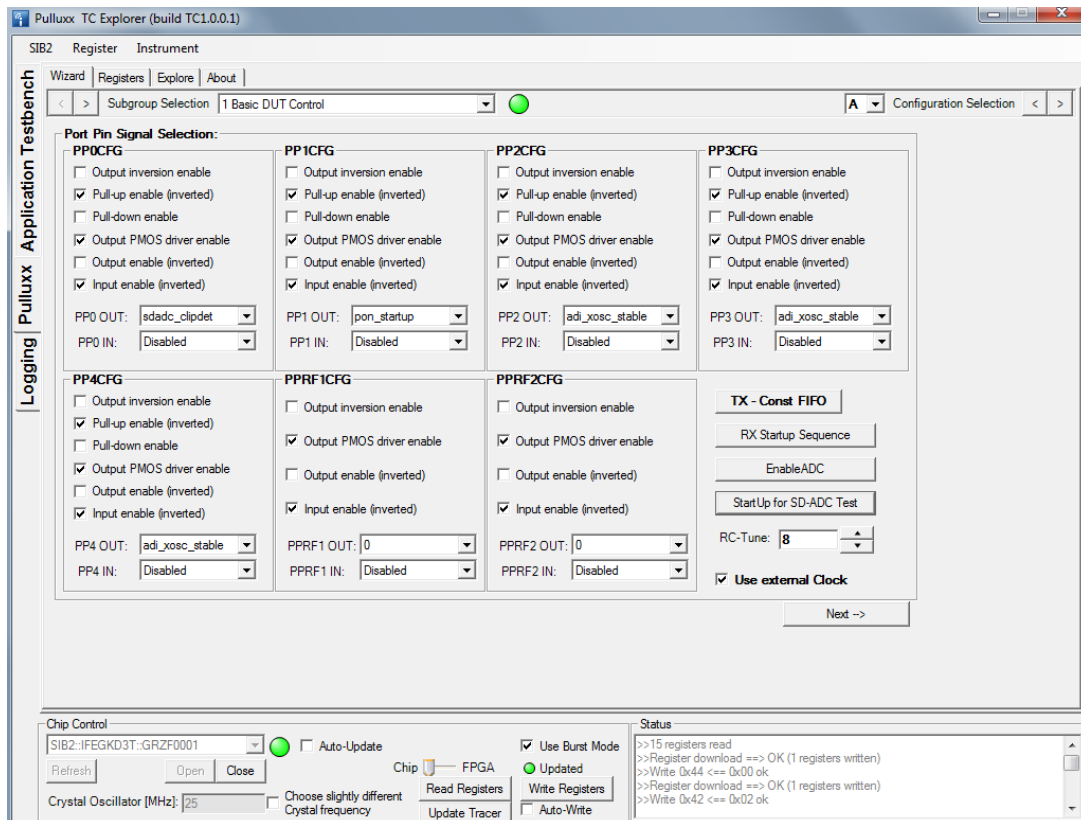 Pulluxx TC Explorer (build TC1.0.0.1)
SIB2 Register Instrument
Application Testbench
Pulluxx
Logging
Wizard Registers Explore About
< > Subgroup Selection 1 Basic DUT Control A Configuration Selection < >
Port Pin Signal Selection:
PP0CFG
Output inversion enable
Pull-up enable (inverted)
Pull-down enable
Output PMOS driver enable
Output enable (inverted)
Input enable (inverted)
PP0 OUT: sdadc_clipdet
PP0 IN: Disabled
PP1CFG
Output inversion enable
Pull-up enable (inverted)
Pull-down enable
Output PMOS driver enable
Output enable (inverted)
Input enable (inverted)
PP1 OUT: pon_startup
PP1 IN: Disabled
PP2CFG
Output inversion enable
Pull-up enable (inverted)
Pull-down enable
Output PMOS driver enable
Output enable (inverted)
Input enable (inverted)
PP2 OUT: adi_xosc_stable
PP2 IN: Disabled
PP3CFG
Output inversion enable
Pull-up enable (inverted)
Pull-down enable
Output PMOS driver enable
Output enable (inverted)
Input enable (inverted)
PP3 OUT: adi_xosc_stable
PP3 IN: Disabled
PP4CFG
Output inversion enable
Pull-up enable (inverted)
Pull-down enable
Output PMOS driver enable
Output enable (inverted)
Input enable (inverted)
PP4 OUT: adi_xosc_stable
PP4 IN: Disabled
PPRF1CFG
Output inversion enable
Output PMOS driver enable
Output enable (inverted)
Input enable (inverted)
PPRF1 OUT: 0
PPRF1 IN: Disabled
PPRF2CFG
Output inversion enable
Output PMOS driver enable
Output enable (inverted)
Input enable (inverted)
PPRF2 OUT: 0
PPRF2 IN: Disabled
TX - Const FIFO
RX Startup Sequence
EnableADC
StartUp for SD-ADC Test
RC-Tune: 8
Use external Clock
Next -->
Chip Control
SIB2::IFEGKD3T::GRZF0001 Auto-Update Use Burst Mode
Refresh Open Close Chip FPGA Updated
Read Registers Write Registers
Crystal Oscillator [MHz]: 25 Choose slightly different
Crystal frequency
Update Tracer Auto-Write
Status
>>15 registers read
>>Register download ==> OK (1 registers written)
>>Write 0x44 <== 0x00 ok
>>Register download ==> OK (1 registers written)
>>Write 0x42 <== 0x02 ok